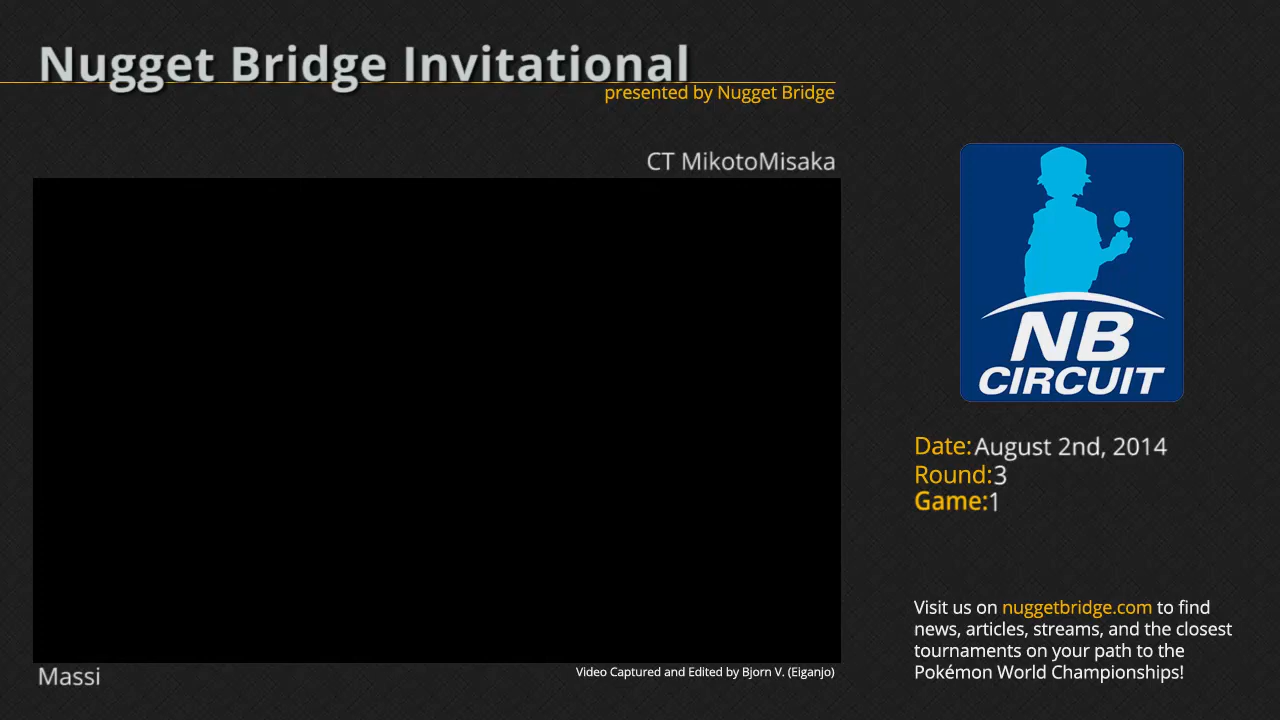 Nugget Bridge Invitational
presented by Nugget Bridge
CT MikotoMisaka
NB
CIRCUIT
Date: August 2nd, 2014
Round: 3
Game: 1
Visit us on nuggetbridge.com to find
news, articles, streams, and the closest
tournaments on your path to the
Pokémon World Championships!
Massi
Video Captured and Edited by Bjorn V. (Eiganjo)